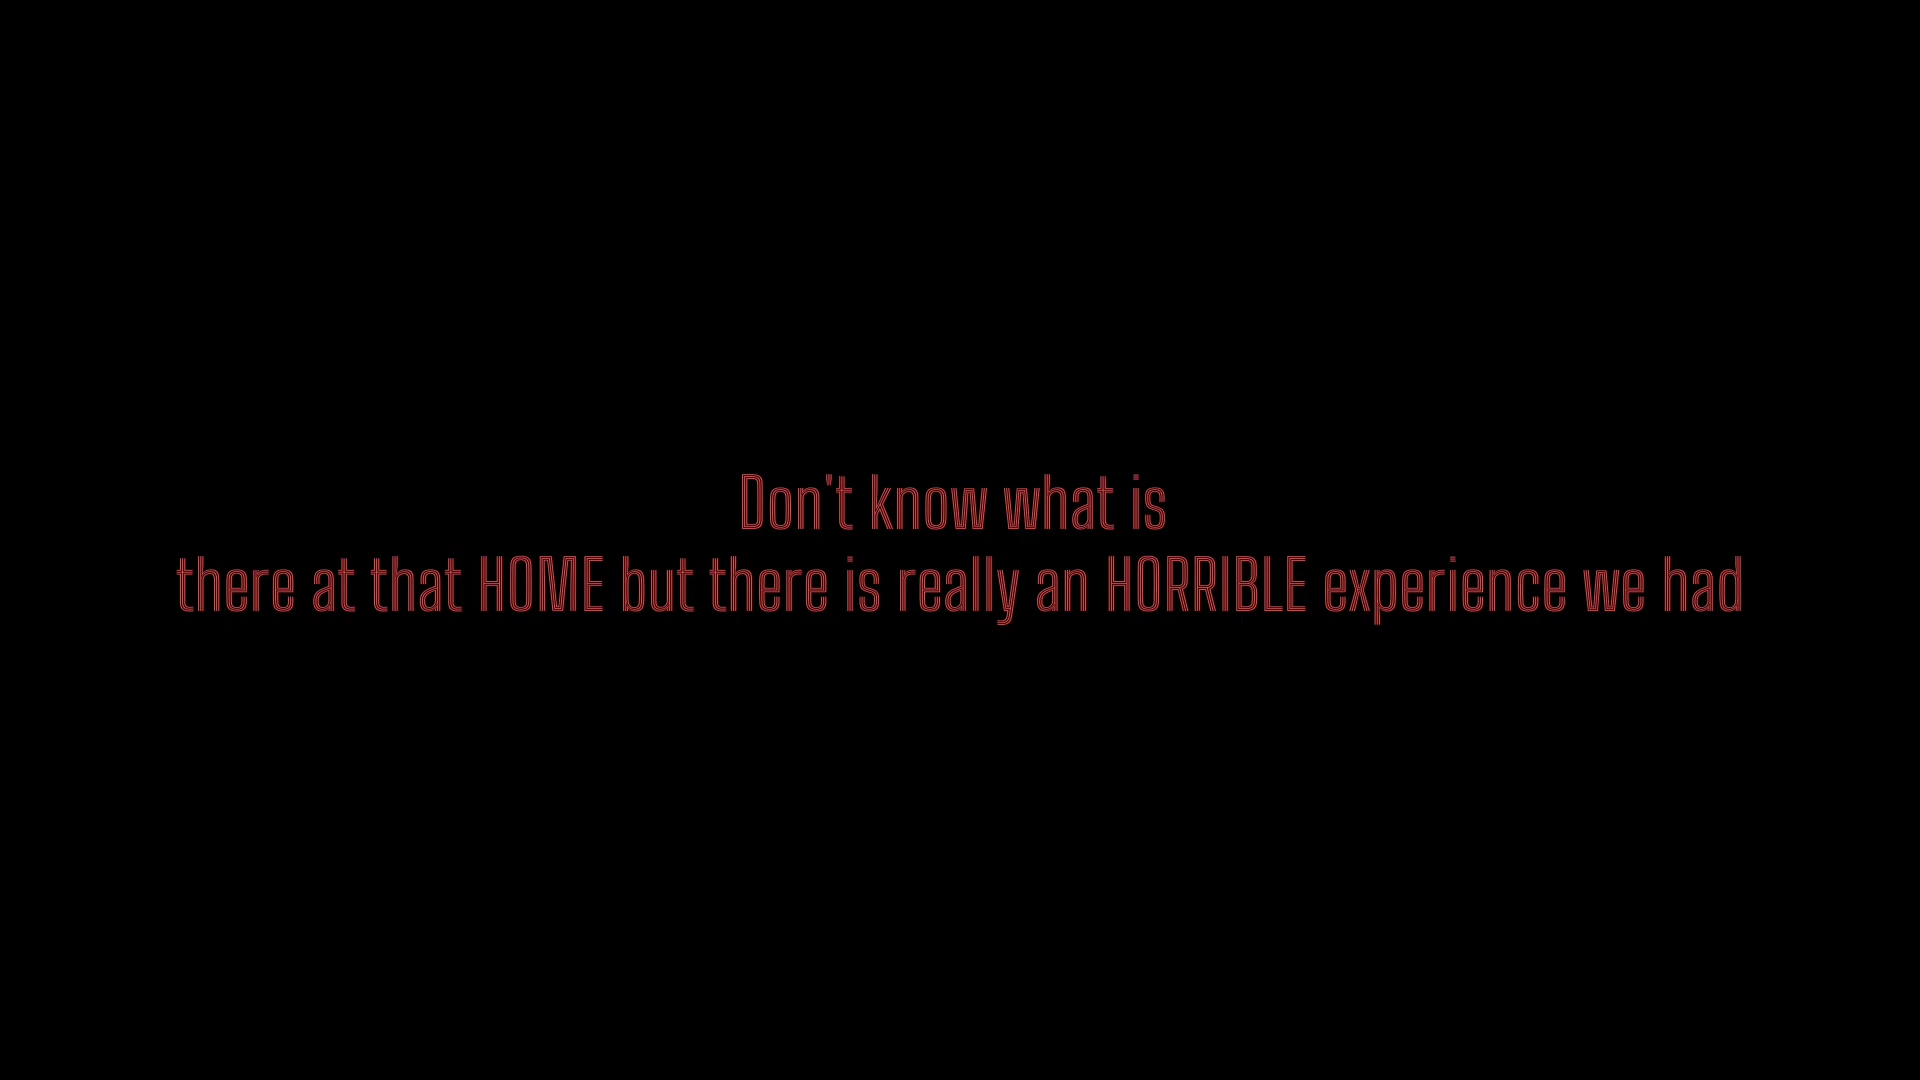 Don't know what is
there at that HOME but there is really an HORRIBLE experience we had